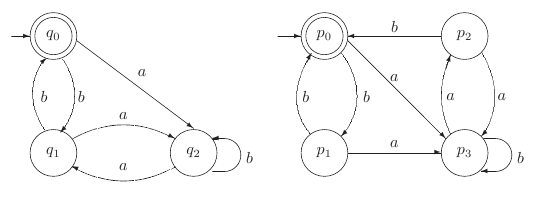 q₀ p₀ b p₂
a a
b b b b a a
a
q₁ q₂ b p₁ a p₃ b
a